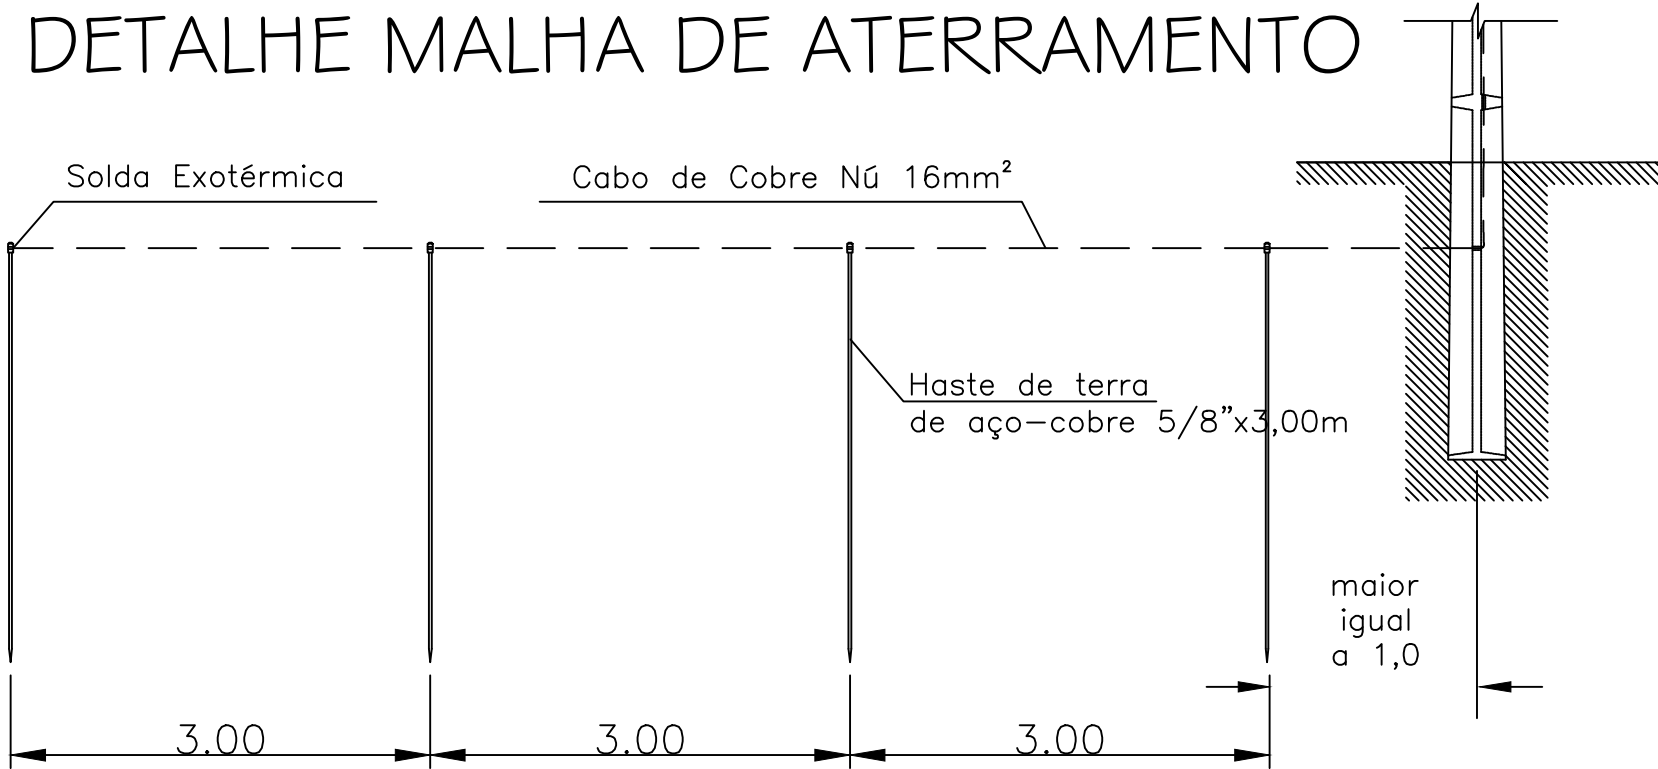 DETALHE MALHA DE ATERRAMENTO
Solda Exotérmica
Cabo de Cobre Nú 16mm²
Haste de terra
de aço-cobre 5/8"x3,00m
maior
igual
a 1,0
3.00
3.00
3.00